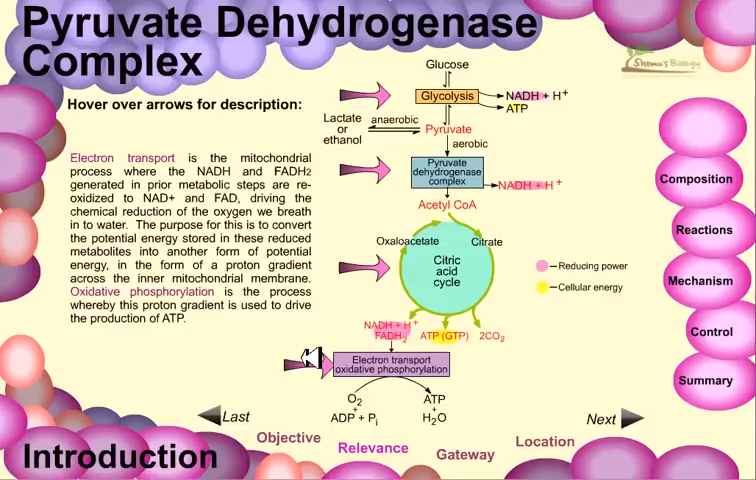 Pyruvate Dehydrogenase
Complex
Shomu's Biology
Hover over arrows for description:
Electron transport is the mitochondrial
process where the NADH and FADH2
generated in prior metabolic steps are re-
oxidized to NAD+ and FAD, driving the
chemical reduction of the oxygen we breath
in to water. The purpose for this is to convert
the potential energy stored in these reduced
metabolites into another form of potential
energy, in the form of a proton gradient
across the inner mitochondrial membrane.
Oxidative phosphorylation is the process
whereby this proton gradient is used to drive
the production of ATP.
Glucose
Glycolysis
NADH + H+
ATP
Lactate
or
ethanol
anaerobic
Pyruvate
aerobic
Pyruvate
dehydrogenase
complex
NADH + H+
Acetyl CoA
Oxaloacetate
Citrate
Citric
acid
cycle
Reducing power
Cellular energy
NADH + H+
FADH2
ATP (GTP)
2CO2
Electron transport
oxidative phosphorylation
O2
+
ADP + Pi
ATP
+
H2O
Composition
Reactions
Mechanism
Control
Summary
Last
Next
Introduction
Objective
Relevance
Gateway
Location